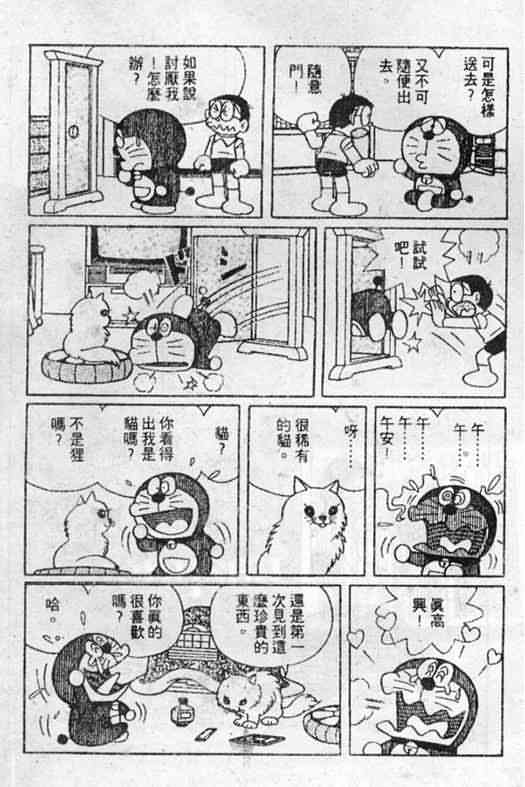 可是怎樣
送去？
又不可
隨便出
去。
隨意
門！
如果說
討厭我
！怎麼
辦？
試試
吧！
午……
午。
午……
午……
午安！
呀……
很稀有
的貓。
貓？
你看得
出我是
貓嗎？
不是狸
嗎？
眞高
興！
還是第一
次見到這
麼珍貴的
東西。
你眞的
很喜歡
嗎？
哈。